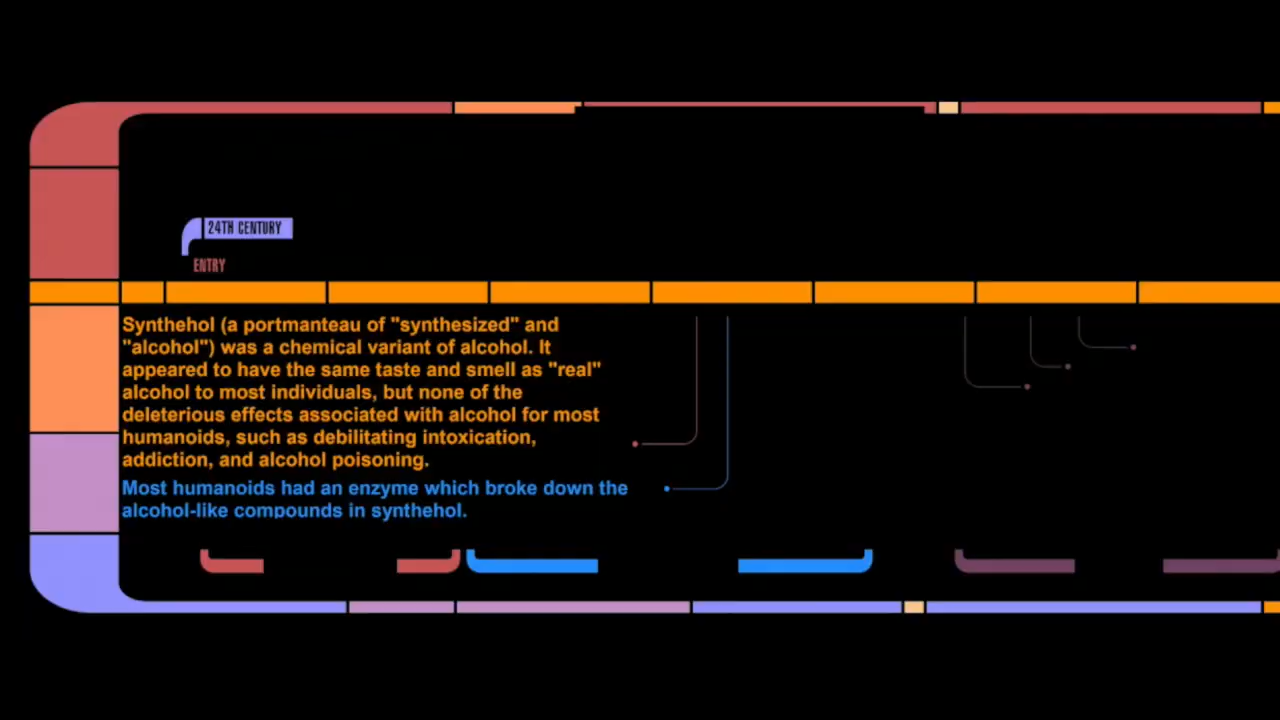 24TH CENTURY
ENTRY
Synthehol (a portmanteau of "synthesized" and
"alcohol") was a chemical variant of alcohol. It
appeared to have the same taste and smell as "real"
alcohol to most individuals, but none of the
deleterious effects associated with alcohol for most
humanoids, such as debilitating intoxication,
addiction, and alcohol poisoning.
Most humanoids had an enzyme which broke down the
alcohol-like compounds in synthehol.